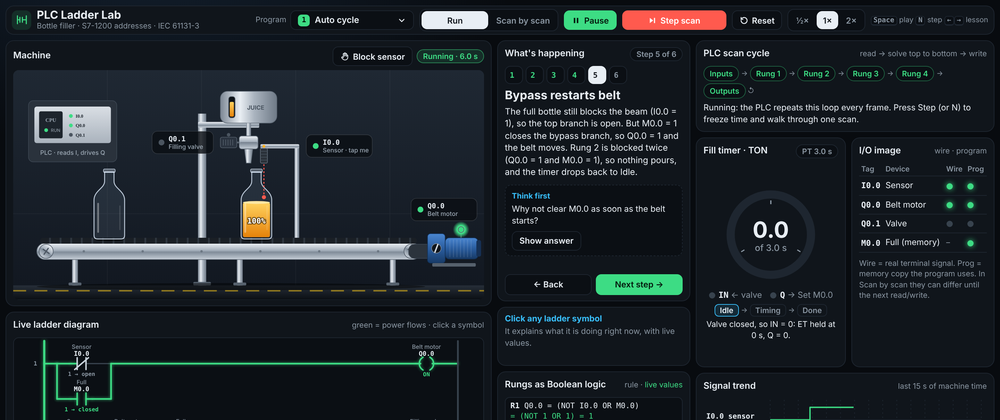 PLC Ladder Lab
Bottle filler · S7-1200 addresses · IEC 61131-3
Program
1 Auto cycle
Run
Scan by scan
Pause
Step scan
Reset
½×
1×
2×
Space play N step ← → lesson
Machine
Block sensor
Running · 6.0 s
CPU
RUN
I0.0
Q0.0
Q0.1
PLC · reads I, drives Q
JUICE
Q0.1
Filling valve
I0.0
Sensor · tap me
100%
Q0.0
Belt motor
Live ladder diagram
green = power flows · click a symbol
Sensor
I0.0
1
1 → open
Full
M0.0
1 → closed
Belt motor
Q0.0
ON
What's happening
Step 5 of 6
1 2 3 4 5 6
Bypass restarts belt
The full bottle still blocks the beam (I0.0 =
1), so the top branch is open. But M0.0 = 1
closes the bypass branch, so Q0.0 = 1 and
the belt moves. Rung 2 is blocked twice
(Q0.0 = 1 and M0.0 = 1), so nothing pours,
and the timer drops back to Idle.
Think first
Why not clear M0.0 as soon as the belt
starts?
Show answer
← Back
Next step →
Click any ladder symbol
It explains what it is doing right now, with live
values.
Rungs as Boolean logic
rule · live values
R1 Q0.0 = (NOT I0.0 OR M0.0)
= (NOT 1 OR 1) = 1
PLC scan cycle
read → solve top to bottom → write
Inputs → Rung 1 → Rung 2 → Rung 3 → Rung 4 →
Outputs ↺
Running: the PLC repeats this loop every frame. Press Step (or N) to
freeze time and walk through one scan.
Fill timer · TON
PT 3.0 s
0.0
of 3.0 s
IN ← valve
Q → Set M0.0
Idle → Timing → Done
Valve closed, so IN = 0: ET held at
0 s, Q = 0.
I/O image
wire · program
Tag Device Wire Prog
I0.0 Sensor
Q0.0 Belt motor
Q0.1 Valve
M0.0 Full (memory) –
Wire = real terminal signal. Prog =
memory copy the program uses. In
Scan by scan they can differ until
the next read/write.
Signal trend
last 15 s of machine time
I0.0 sensor